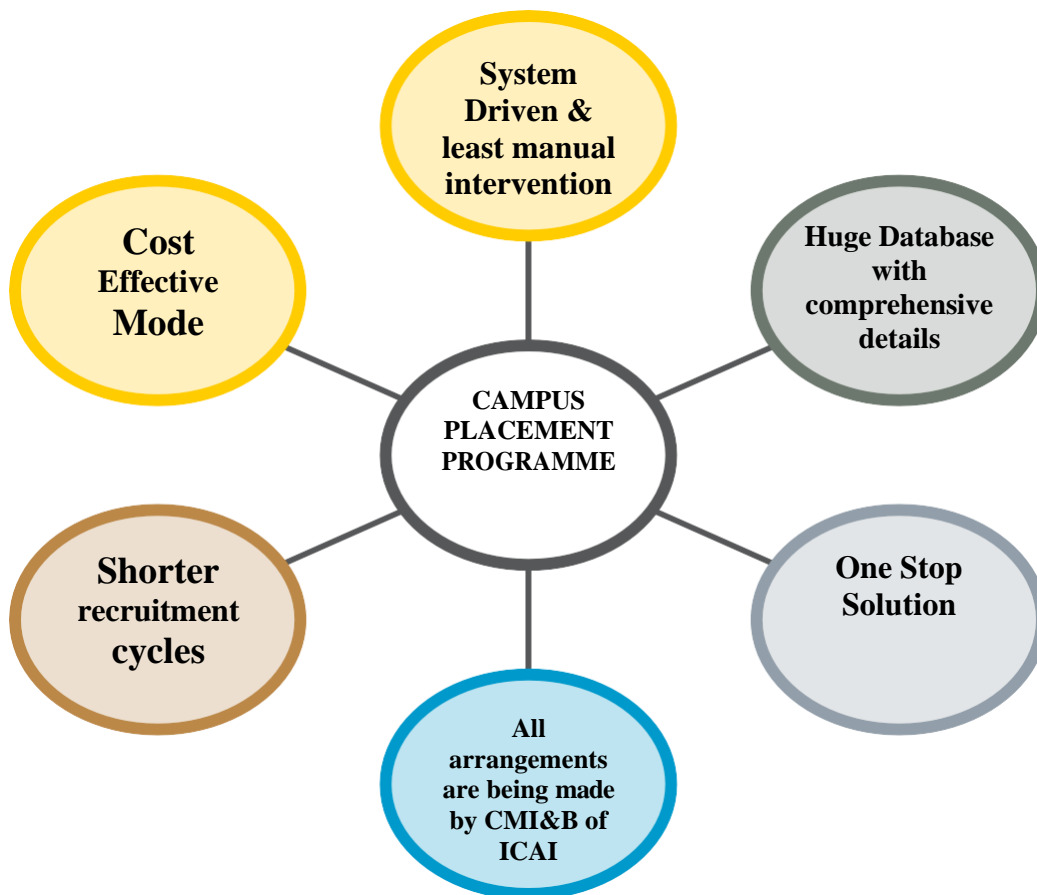 System
Driven &
least manual
intervention
Cost
Effective
Mode
Huge Database
with
comprehensive
details
CAMPUS
PLACEMENT
PROGRAMME
Shorter
recruitment
cycles
One Stop
Solution
All
arrangements
are being made
by CMI&B of
ICAI